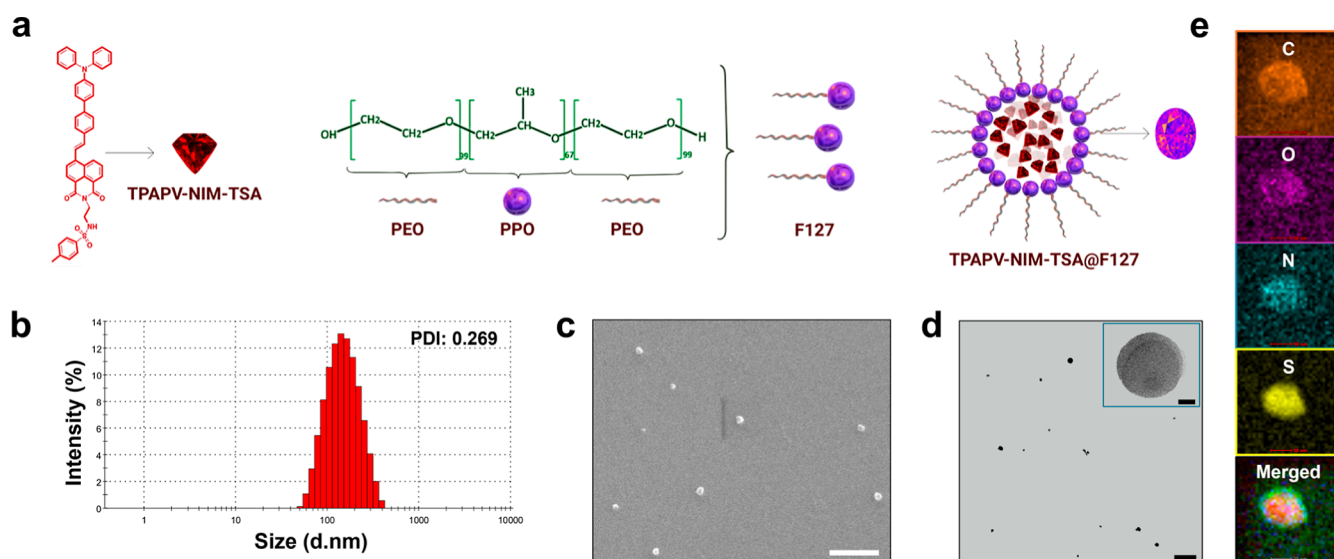 a
N
O
N
O
NH
O
S
O
TPAPV-NIM-TSA
OH
CH2
CH2
O
99
CH2
CH3
CH
O
67
CH2
CH2
O
H
99
PEO
PPO
PEO
F127
TPAPV-NIM-TSA@F127
b
Intensity (%)
14
12
10
8
6
4
2
0
PDI: 0.269
1
10
100
1000
10000
Size (d.nm)
c
d
e
C
O
N
S
Merged